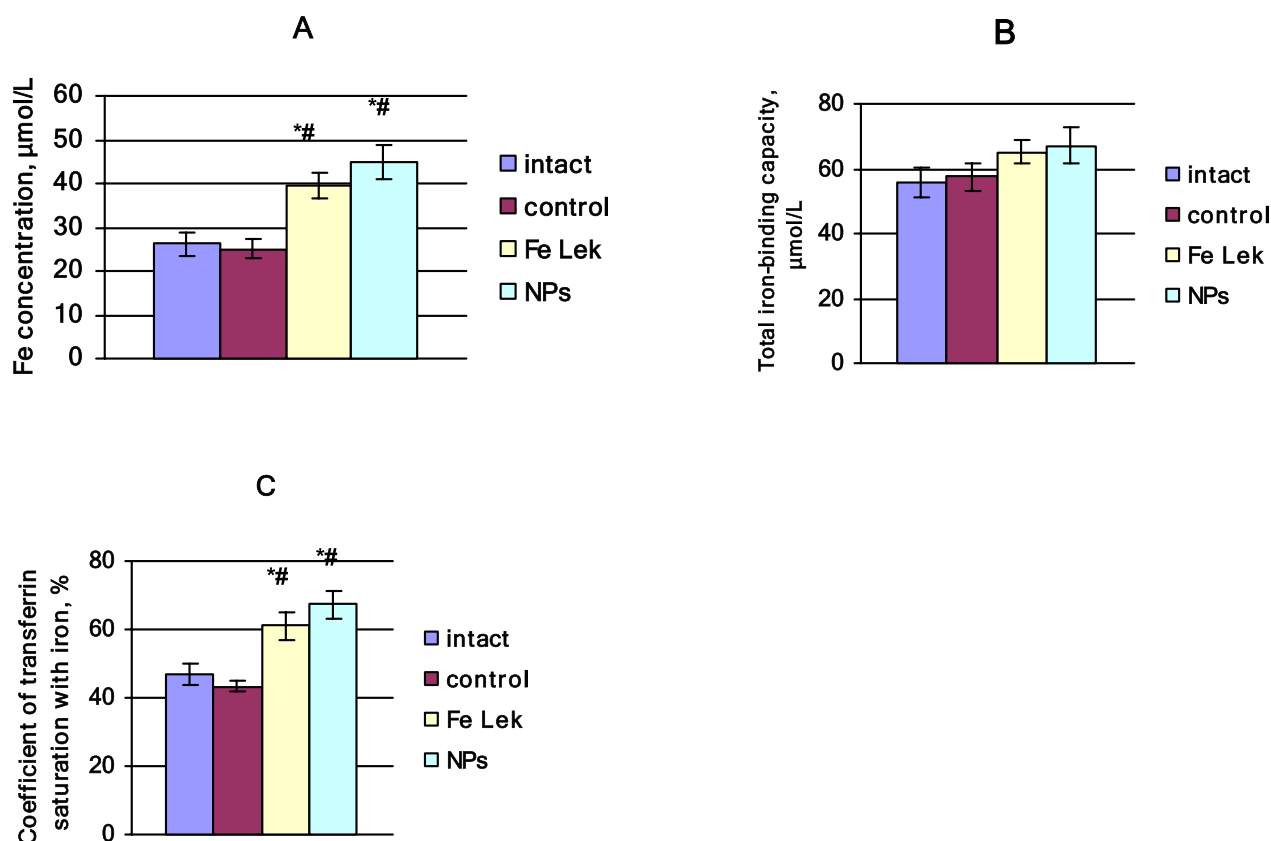 A
Fe concentration, µmol/L
60
50
40
30
20
10
0
*#
*#
intact
control
Fe Lek
NPs
B
Total iron-binding capacity,
µmol/L
80
60
40
20
0
intact
control
Fe Lek
NPs
C
Coefficient of transferrin
saturation with iron, %
80
60
40
20
0
*#
*#
intact
control
Fe Lek
NPs